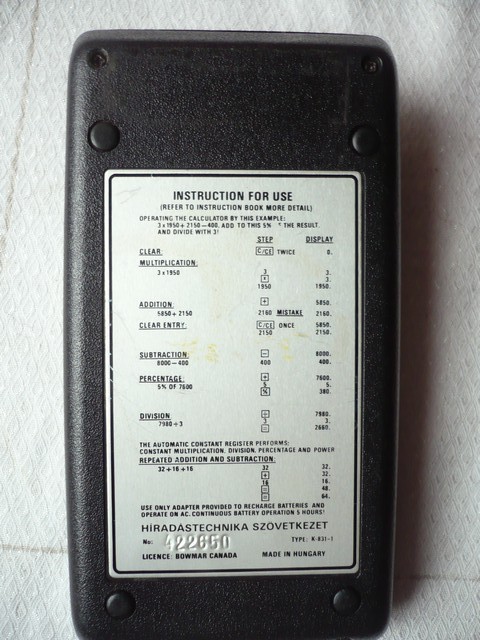 INSTRUCTION FOR USE
(REFER TO INSTRUCTION BOOK MORE DETAIL)
OPERATING THE CALCULATOR BY THIS EXAMPLE:
3x1950+2150-400. ADD TO THIS 5% THE RESULT.
AND DIVIDE WITH 3!
STEP DISPLAY
CLEAR: C/CE TWICE 0.
MULTIPLICATION:
3x1950 3 3.
3.
1950 1950.
ADDITION: + 5850.
5850+2150 2160 MISTAKE 2160.
CLEAR ENTRY: C/CE ONCE 5850.
2150 2150.
SUBTRACTION: - 8000.
8000-400 400 400.
PERCENTAGE: + 7600.
5% OF 7600 5 5.
% 380.
DIVISION: ÷ 7980.
7980÷3 3 3.
= 2660.
THE AUTOMATIC CONSTANT REGISTER PERFORMS:
CONSTANT MULTIPLICATION, DIVISION, PERCENTAGE AND POWER
REPEATED ADDITION AND SUBTRACTION:
32+16+16 32 32.
+ 32.
16 16.
= 48.
= 64.
USE ONLY ADAPTER PROVIDED TO RECHARGE BATTERIES AND
OPERATE ON AC. CONTINUOUS BATTERY OPERATION 5 HOURS!
HÍRADÁSTECHNIKA SZÖVETKEZET
No: 422650 TYPE: K-831-1
LICENCE: BOWMAR CANADA MADE IN HUNGARY